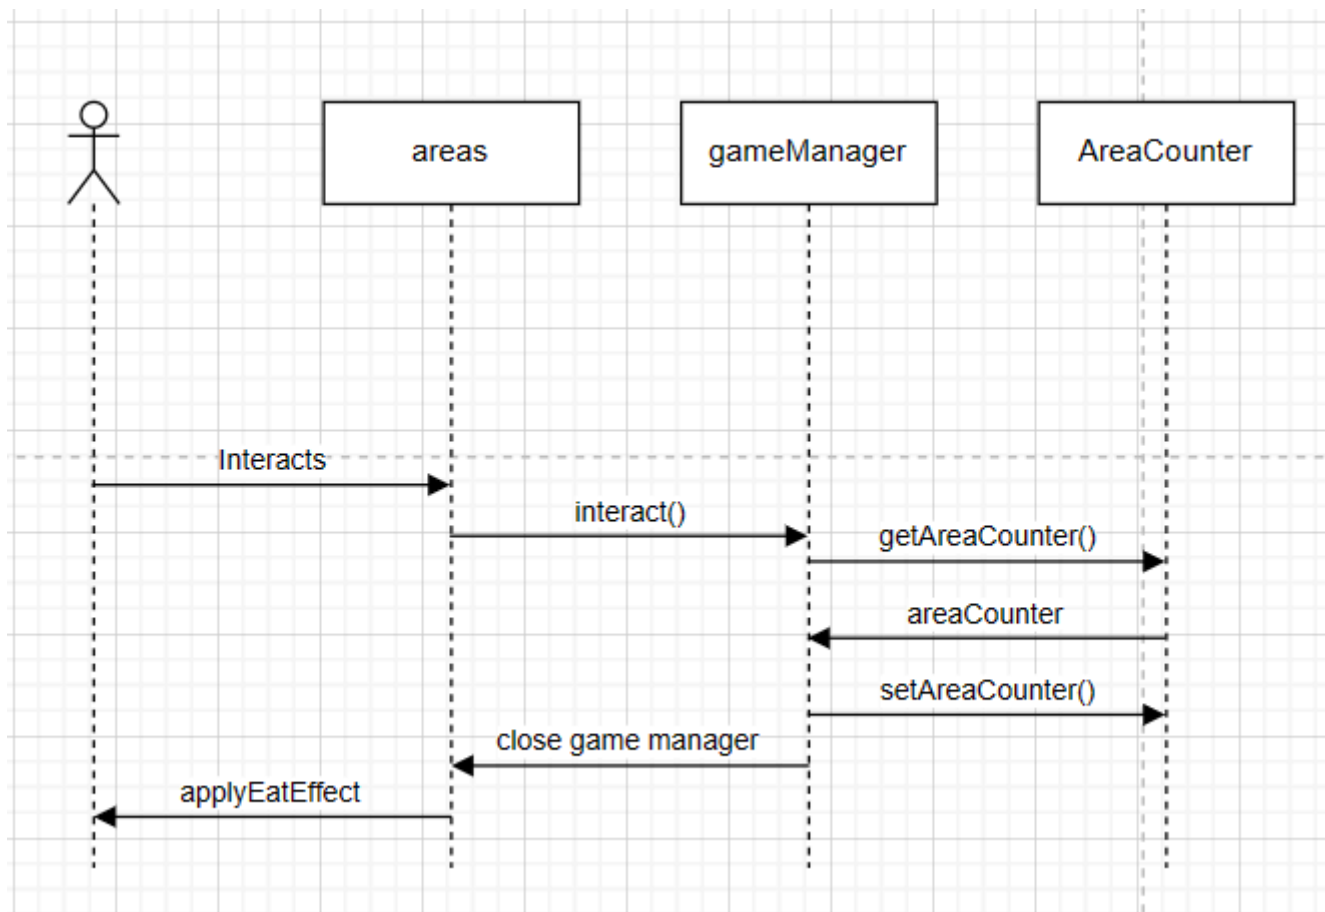 areas
gameManager
AreaCounter
Interacts
interact()
getAreaCounter()
areaCounter
setAreaCounter()
close game manager
applyEatEffect